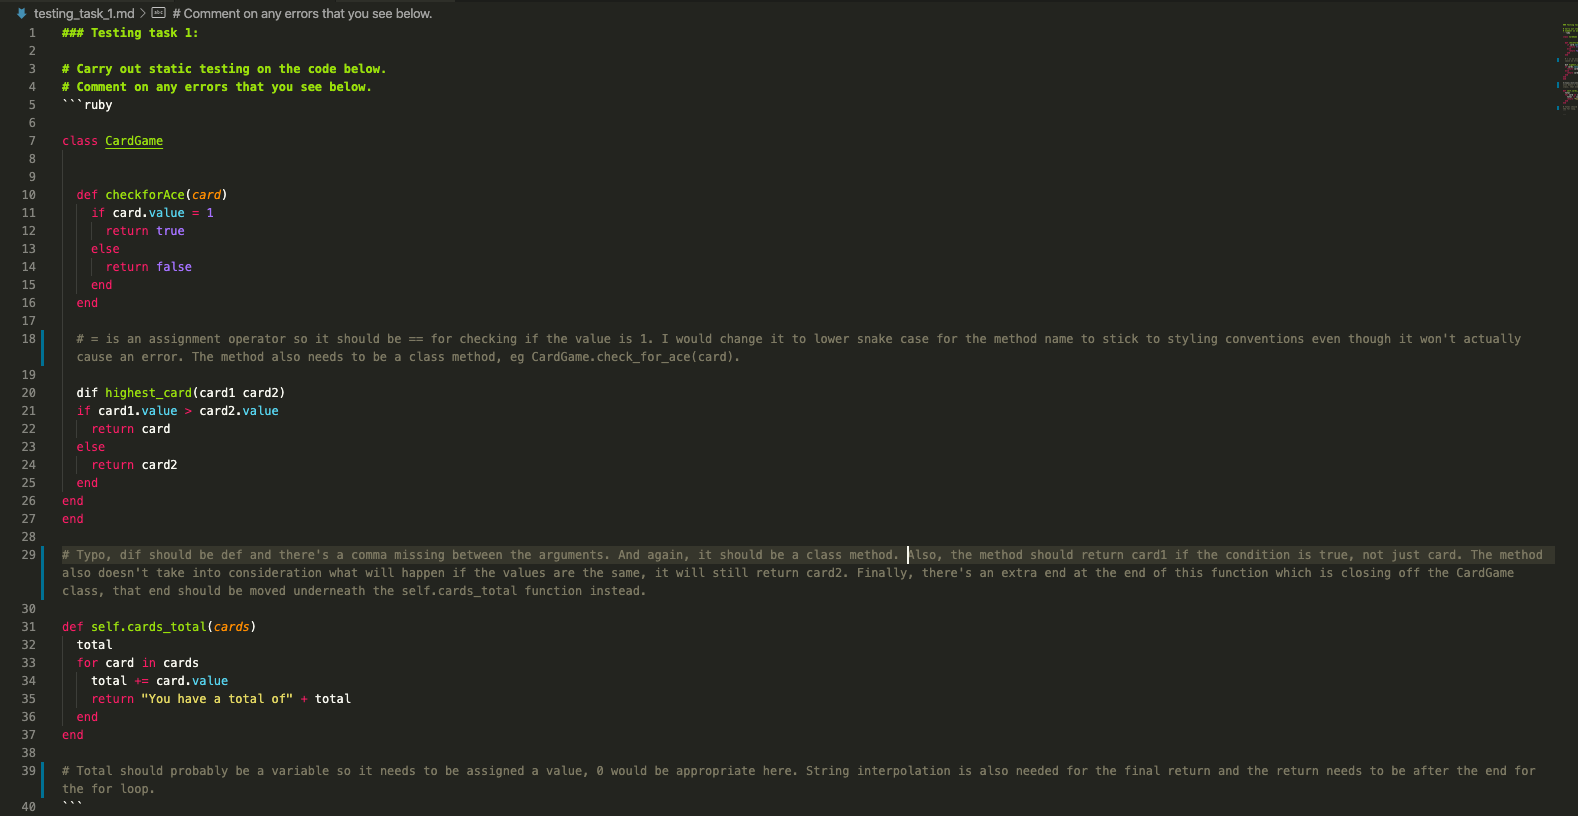 testing_task_1.md > abc # Comment on any errors that you see below.
1 ### Testing task 1:
2
3 # Carry out static testing on the code below.
4 # Comment on any errors that you see below.
5 ```ruby
6
7 class CardGame
8
9
10 def checkforAce(card)
11 if card.value = 1
12 return true
13 else
14 return false
15 end
16 end
17
18 # = is an assignment operator so it should be == for checking if the value is 1. I would change it to lower snake case for the method name to stick to styling conventions even though it won't actually
cause an error. The method also needs to be a class method, eg CardGame.check_for_ace(card).
19
20 dif highest_card(card1 card2)
21 if card1.value > card2.value
22 return card
23 else
24 return card2
25 end
26 end
27 end
28
29 # Typo, dif should be def and there's a comma missing between the arguments. And again, it should be a class method. Also, the method should return card1 if the condition is true, not just card. The method
also doesn't take into consideration what will happen if the values are the same, it will still return card2. Finally, there's an extra end at the end of this function which is closing off the CardGame
class, that end should be moved underneath the self.cards_total function instead.
30
31 def self.cards_total(cards)
32 total
33 for card in cards
34 total += card.value
35 return "You have a total of" + total
36 end
37 end
38
39 # Total should probably be a variable so it needs to be assigned a value, 0 would be appropriate here. String interpolation is also needed for the final return and the return needs to be after the end for
the for loop.
40 ```